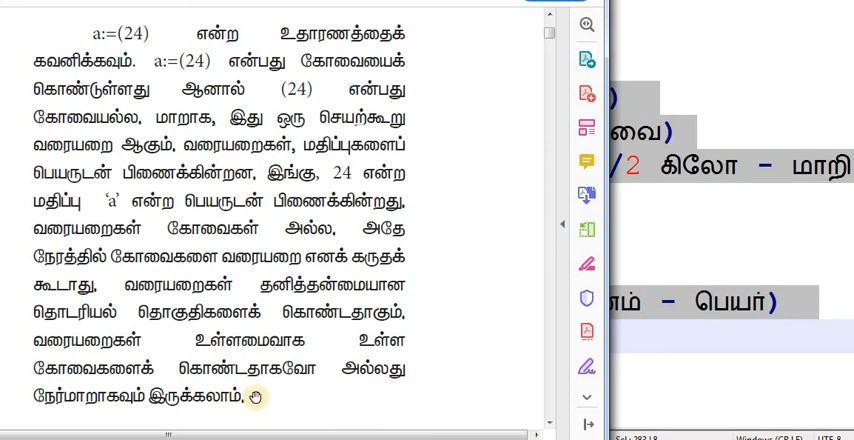 a:=(24) என்ற உதாரணத்தைக்
கவனிக்கவும். a:=(24) என்பது கோவையைக்
கொண்டுள்ளது ஆனால் (24) என்பது
கோவையல்ல, மாறாக, இது ஒரு செயற்கூறு
வரையறை ஆகும். வரையறைகள், மதிப்புகளைப்
பெயருடன் பிணைக்கின்றன. இங்கு, 24 என்ற
மதிப்பு ‘a’ என்ற பெயருடன் பிணைக்கின்றது.
வரையறைகள் கோவைகள் அல்ல, அதே
நேரத்தில் கோவைகளை வரையறை எனக் கருதக்
கூடாது. வரையறைகள் தனித்தன்மையான
தொடரியல் தொகுதிகளைக் கொண்டதாகும்.
வரையறைகள் உள்ளமைவாக உள்ள
கோவைகளைக் கொண்டதாகவோ அல்லது
நேர்மாறாகவும் இருக்கலாம்.
)
வை)
/2 கிலோ - மாறி
னம் - பெயர்)